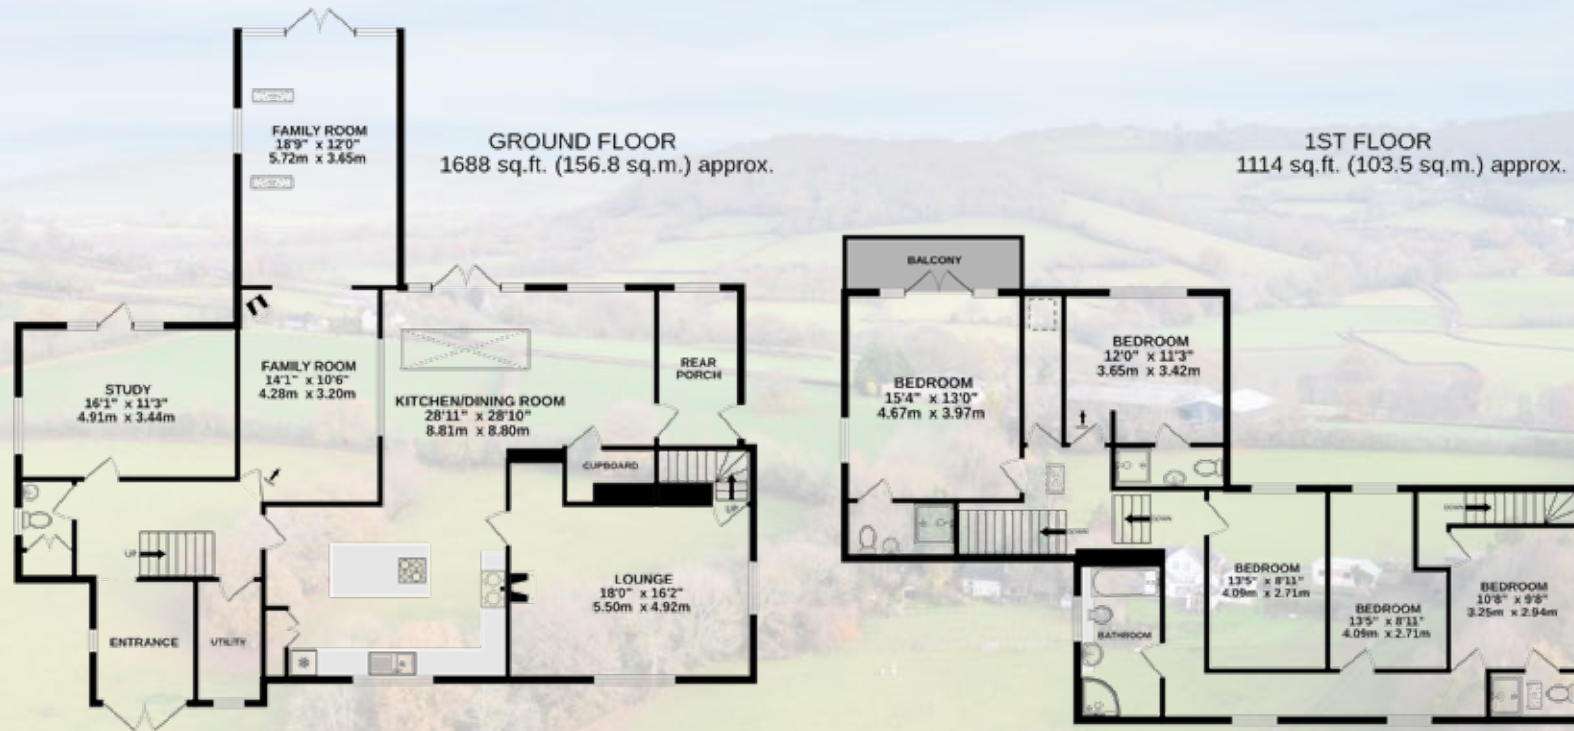 GROUND FLOOR
1688 sq.ft. (156.8 sq.m.) approx.
FAMILY ROOM
18'9" x 12'0"
5.72m x 3.65m
STUDY
16'1" x 11'3"
4.91m x 3.44m
FAMILY ROOM
14'1" x 10'6"
4.28m x 3.20m
KITCHEN/DINING ROOM
28'11" x 28'10"
8.81m x 8.80m
REAR
PORCH
CUPBOARD
UP
UP
LOUNGE
18'0" x 16'2"
5.50m x 4.92m
ENTRANCE
UTILITY
1ST FLOOR
1114 sq.ft. (103.5 sq.m.) approx.
BALCONY
BEDROOM
15'4" x 13'0"
4.67m x 3.97m
BEDROOM
12'0" x 11'3"
3.65m x 3.42m
DOWN
DOWN
DOWN
BEDROOM
13'5" x 8'11"
4.09m x 2.71m
BEDROOM
13'5" x 8'11"
4.09m x 2.71m
BEDROOM
10'8" x 9'8"
3.25m x 2.94m
BATHROOM